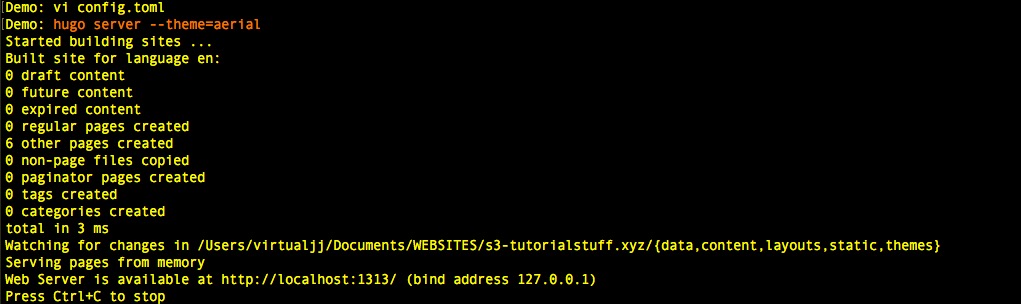 [Demo: vi config.toml
[Demo: hugo server --theme=aerial
Started building sites ...
Built site for language en:
0 draft content
0 future content
0 expired content
0 regular pages created
6 other pages created
0 non-page files copied
0 paginator pages created
0 tags created
0 categories created
total in 3 ms
Watching for changes in /Users/virtualjj/Documents/WEBSITES/s3-tutorialstuff.xyz/{data,content,layouts,static,themes}
Serving pages from memory
Web Server is available at http://localhost:1313/ (bind address 127.0.0.1)
Press Ctrl+C to stop